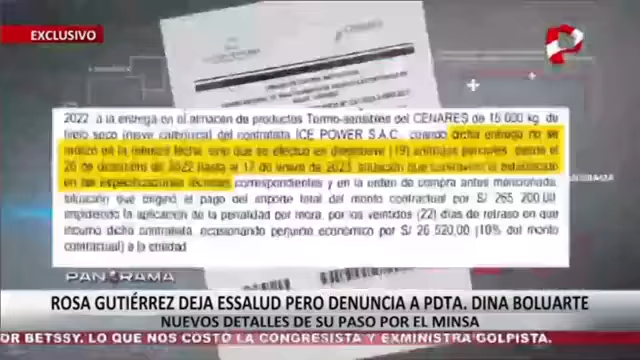 EXCLUSIVO
2022, a la entrega en el almacén de productos Termo-sensibles del CENARES de 15 000 kg. de
hielo seco (nieve carbónica) del contratista ICE POWER S.A.C., cuando dicha entrega no se
realizó en la misma fecha, sino que se efectuó en diecinueve (19) entregas parciales, desde el
26 de diciembre de 2022 hasta el 17 de enero de 2023, situación que contraviene lo establecido
en las especificaciones técnicas correspondientes y en la orden de compra antes mencionada,
situación que originó el pago del importe total del monto contractual por S/ 265 200,00
impidiendo la aplicación de la penalidad por mora, por los veintidós (22) días de retraso en que
incurrió dicho contratista, ocasionando perjuicio económico por S/ 26 520,00 (10% del monto
contractual) a la entidad
PANORAMA
PANORAMA
ROSA GUTIÉRREZ DEJA ESSALUD PERO DENUNCIA A PDTA. DINA BOLUARTE
NUEVOS DETALLES DE SU PASO POR EL MINSA
OR BETSSY. LO QUE NOS COSTO LA CONGRESISTA Y EXMINISTRA GOLPISTA.